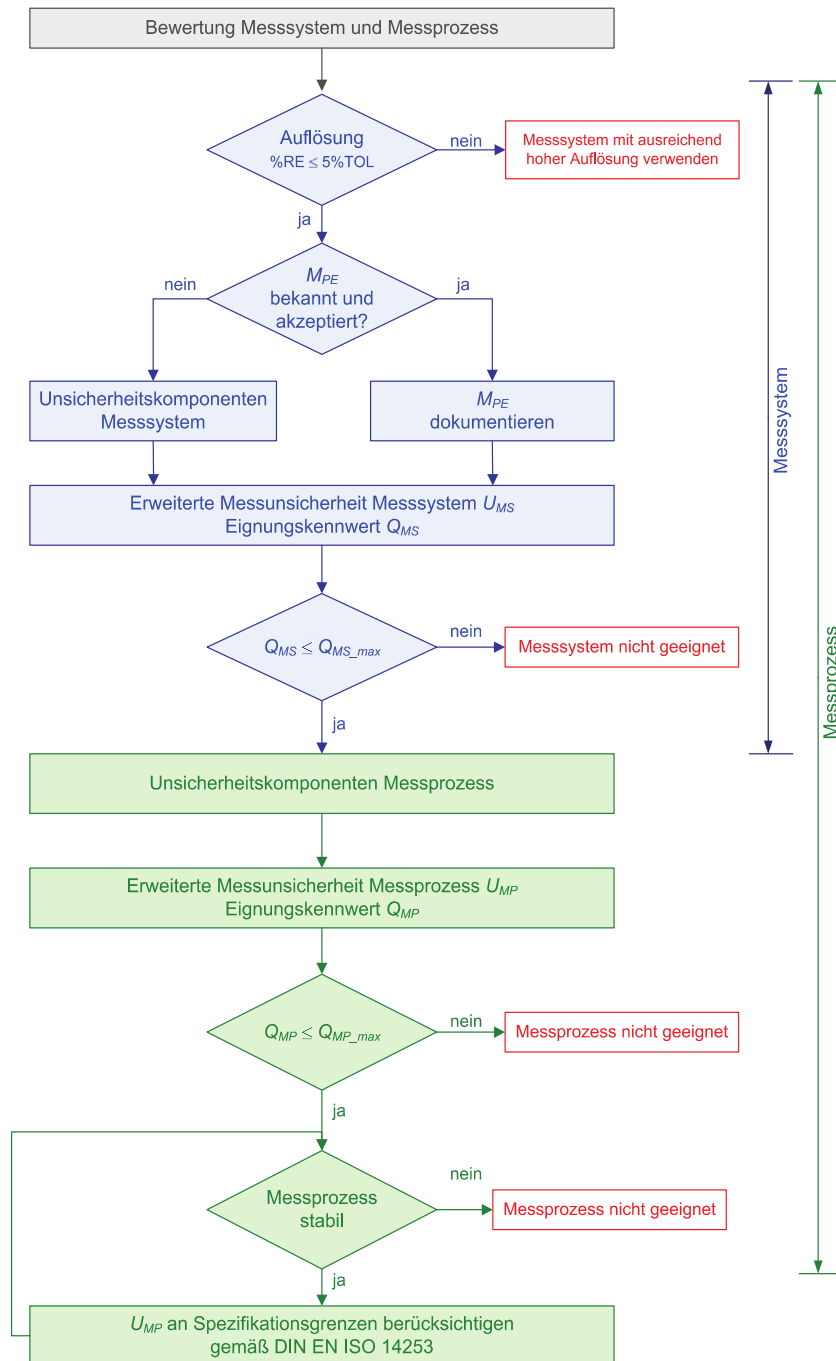 Bewertung Messsystem und Messprozess
Auflösung
%RE ≤ 5%TOL
nein
Messsystem mit ausreichend
hoher Auflösung verwenden
ja
nein
M_PE
bekannt und
akzeptiert?
ja
Unsicherheitskomponenten
Messsystem
M_PE
dokumentieren
Messsystem
Erweiterte Messunsicherheit Messsystem U_MS
Eignungskennwert Q_MS
Q_MS ≤ Q_MS_max
nein
Messsystem nicht geeignet
Messprozess
ja
Unsicherheitskomponenten Messprozess
Erweiterte Messunsicherheit Messprozess U_MP
Eignungskennwert Q_MP
Q_MP ≤ Q_MP_max
nein
Messprozess nicht geeignet
ja
Messprozess
stabil
nein
Messprozess nicht geeignet
ja
U_MP an Spezifikationsgrenzen berücksichtigen
gemäß DIN EN ISO 14253